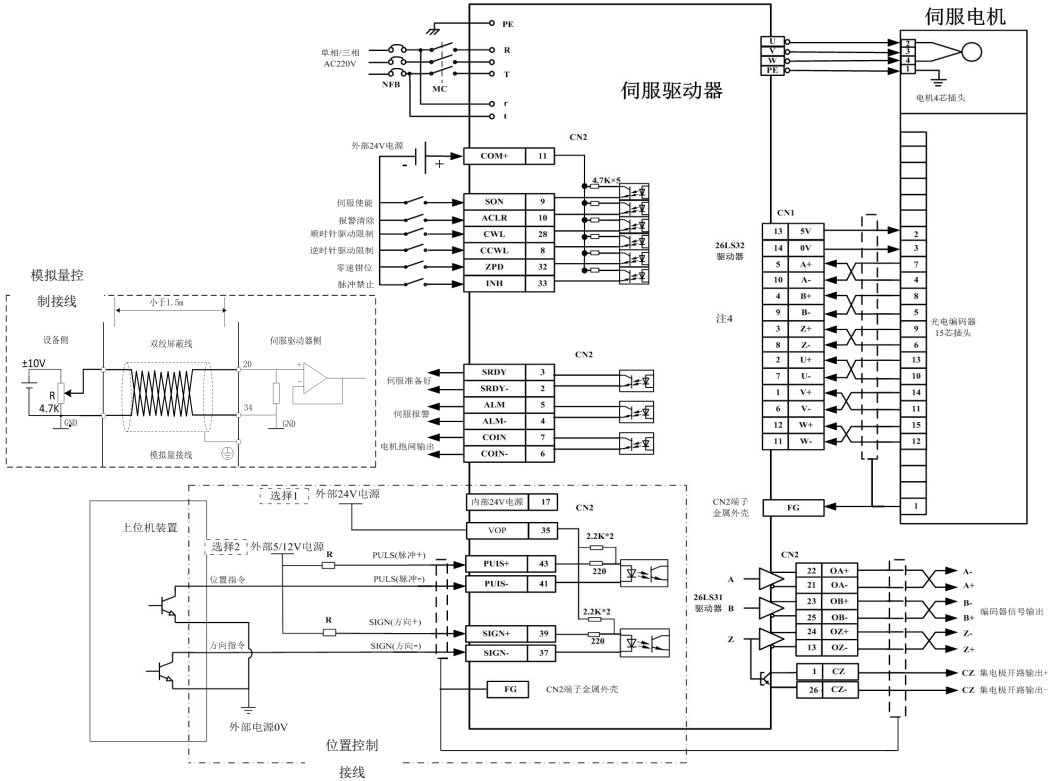 伺服电机
PE
单相/三相
AC220V
R
T
NFB
MC
r
t
伺服驱动器
U
V
W
PE
2
3
4
1
电机4芯插头
外部24V电源
- +
COM+ 11
CN2
4.7K×5
伺服使能 SON 9
报警清除 ACLR 10
顺时针驱动限制 CWL 28
逆时针驱动限制 CCWL 8
零速钳位 ZPD 32
脉冲禁止 INH 33
CN1
26LS32
驱动器
注4
13 5V 2
14 0V 3
5 A+ 7
10 A- 4
4 B+ 8
9 B- 5
3 Z+ 9
8 Z- 6
2 U+ 13
7 U- 10
1 V+ 14
6 V- 11
12 W+ 15
11 W- 12
光电编码器
15芯插头
CN2端子
金属外壳
FG
1
模拟量控
制接线
小于1.5m
设备侧
双绞屏蔽线
伺服驱动器侧
±10V
R
4.7K
GND
20
34
+
-
GND
模拟量接线
CN2
伺服准备好
SRDY 3
SRDY- 2
伺服报警
ALM 5
ALM- 4
电机抱闸输出
COIN 7
COIN- 6
选择1 外部24V电源
内部24V电源 17
CN2
VOP 35
上位机装置
选择2 外部5/12V电源
R
PULS(脉冲+)
PUIS+ 43
2.2K*2
220
位置指令
PULS(脉冲-)
PUIS- 41
R
SIGN(方向+)
SIGN+ 39
2.2K*2
220
方向指令
SIGN(方向-)
SIGN- 37
FG
CN2端子金属外壳
外部电源0V
位置控制
接线
CN2
26LS31
驱动器
A
B
Z
22 OA+ A-
21 OA- A+
23 OB+ B-
25 OB- B+
24 OZ+ Z-
13 OZ- Z+
编码器信号输出
1 CZ CZ 集电极开路输出+
26 CZ- CZ 集电极开路输出-